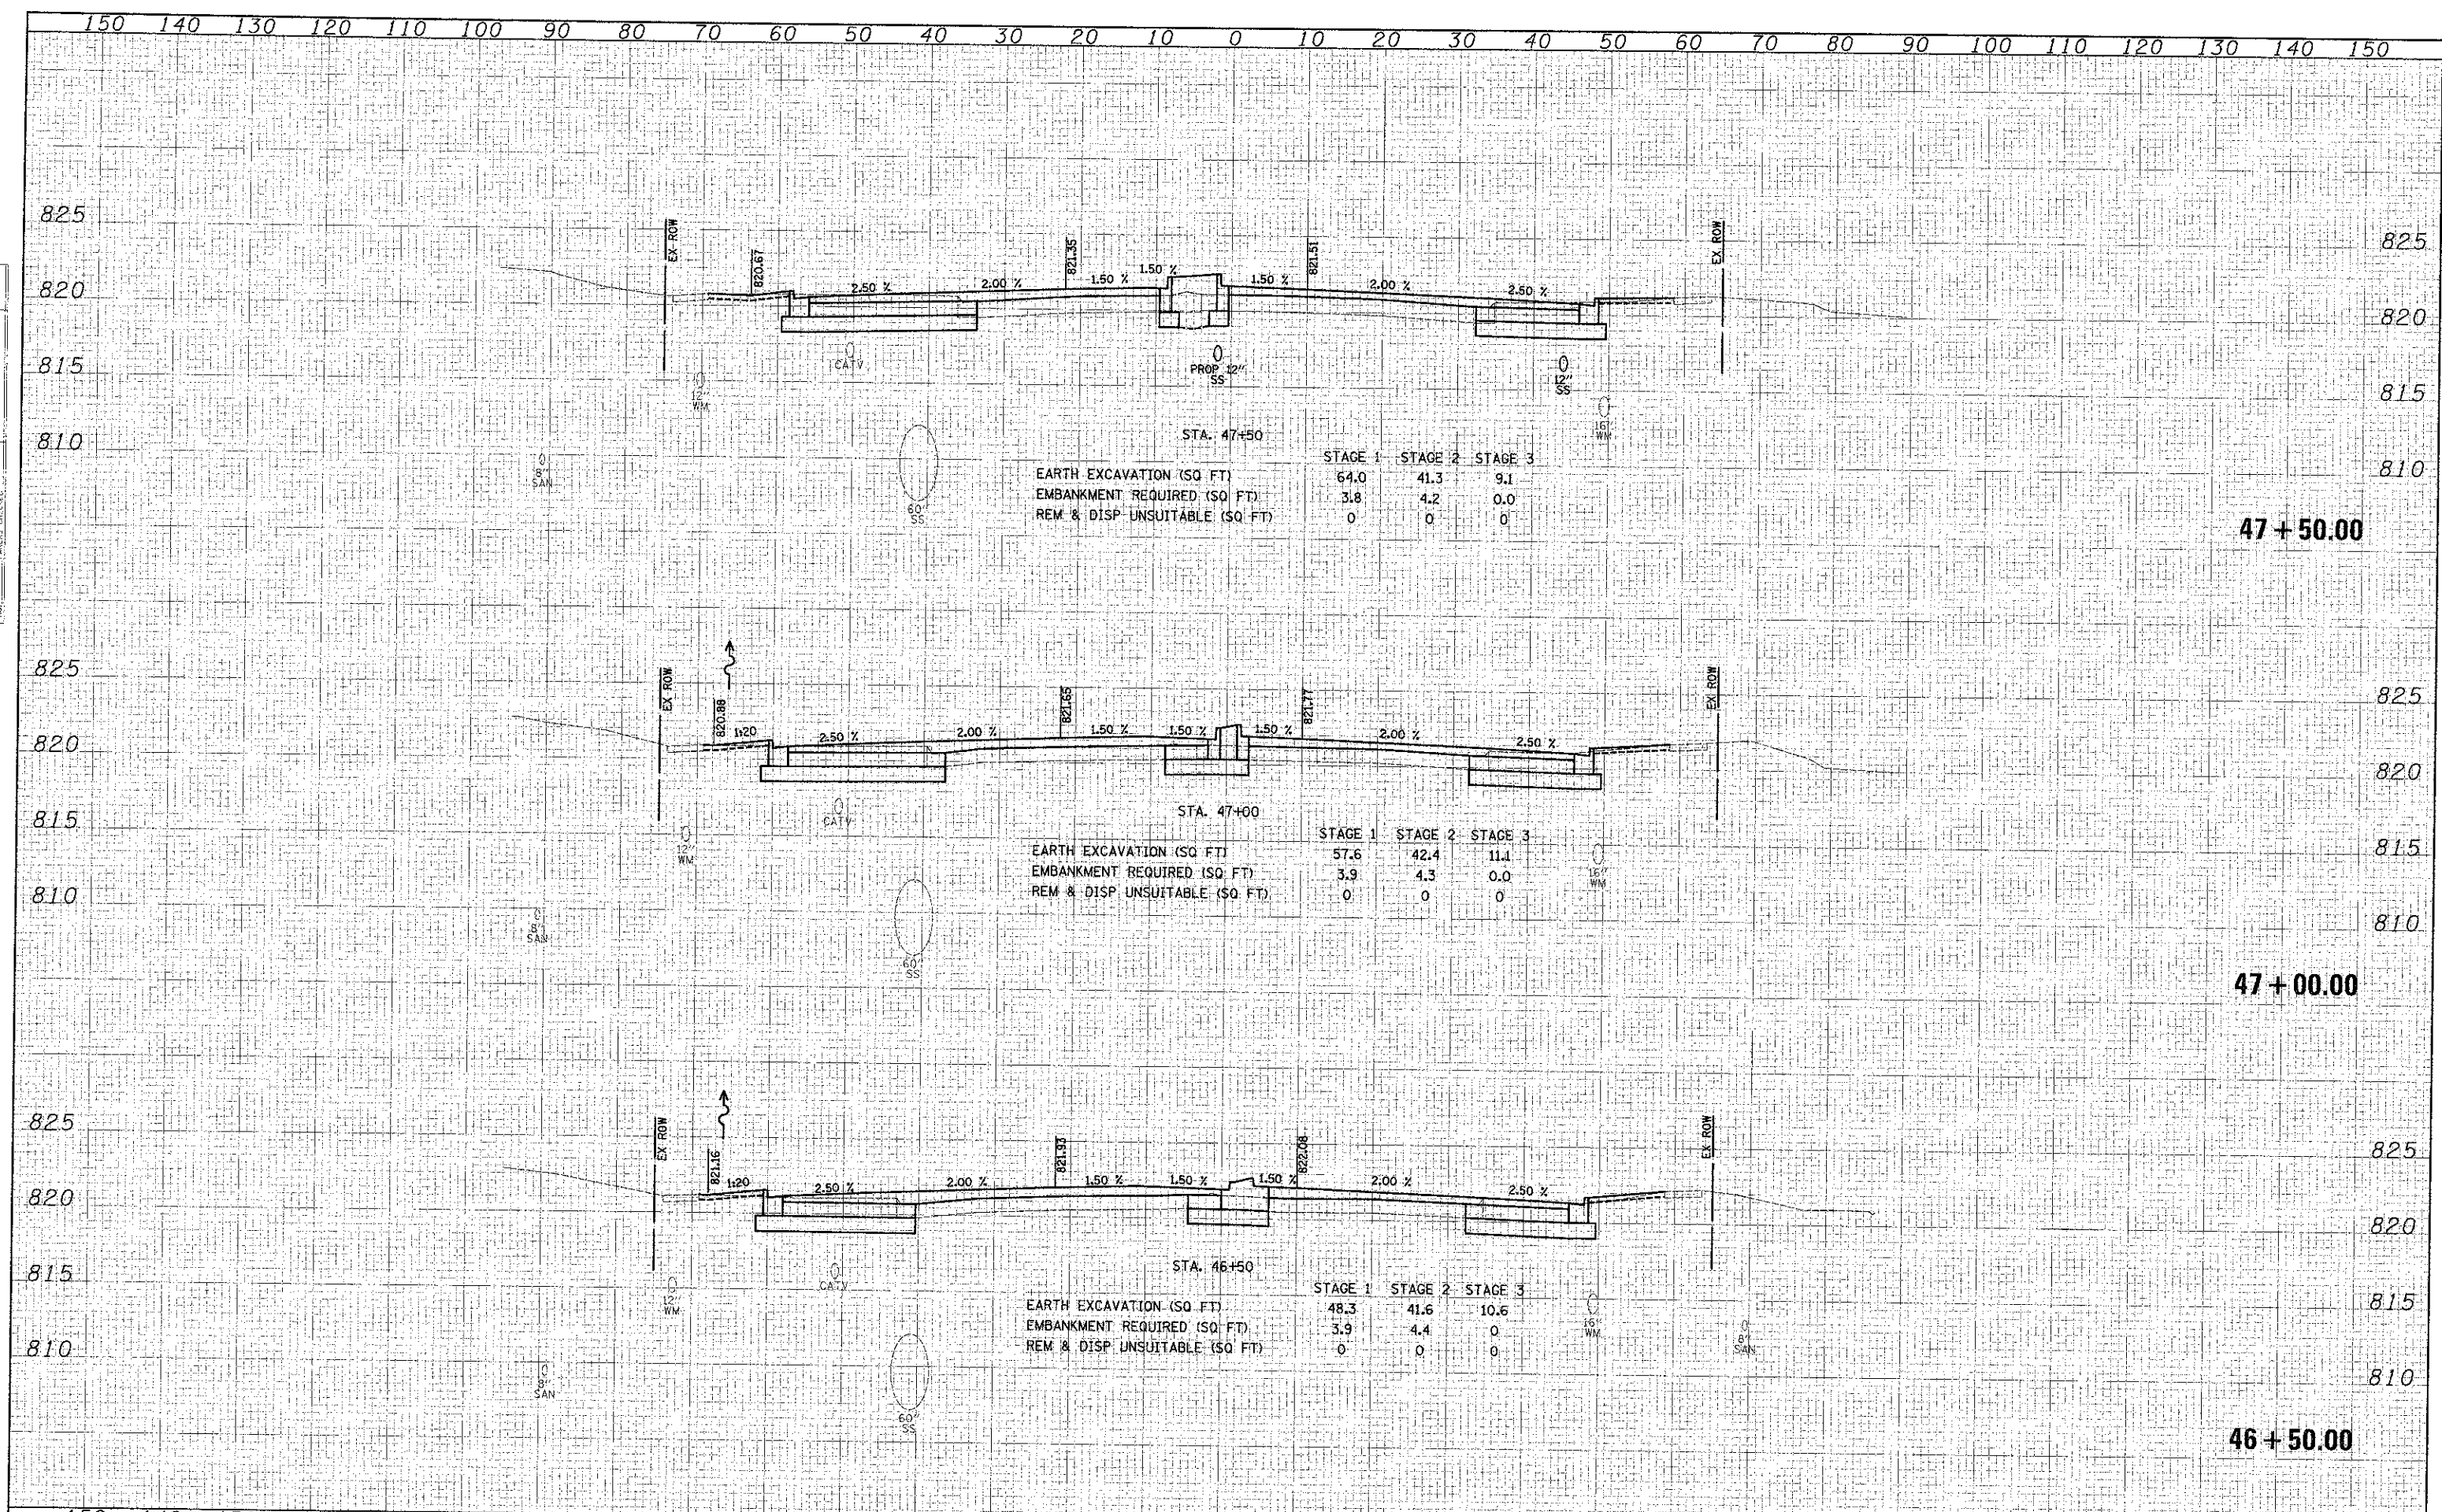 150 140 130 120 110 100 90 80 70 60 50 40 30 20 10 0 10 20 30 40 50 60 70 80 90 100 110 120 130 140 150
825 825
820 820
815 815
810 810
EX ROW
820.67
821.35
821.51
EX ROW
2.50 % 2.00 % 1.50 % 1.50 % 1.50 % 2.00 % 2.50 %
CATV
12" WM
PROP 12" SS
12" SS
16" WM
8" SAN
60" SS
STA. 47+50
STAGE 1 STAGE 2 STAGE 3
EARTH EXCAVATION (SQ FT) 64.0 41.3 9.1
EMBANKMENT REQUIRED (SQ FT) 3.8 4.2 0.0
REM & DISP UNSUITABLE (SQ FT) 0 0 0
47+50.00
825 825
820 820
815 815
810 810
EX ROW
820.88
821.65
821.77
EX ROW
1:20 2.50 % 2.00 % 1.50 % 1.50 % 1.50 % 2.00 % 2.50 %
CATV
12" WM
16" WM
8" SAN
60" SS
STA. 47+00
STAGE 1 STAGE 2 STAGE 3
EARTH EXCAVATION (SQ FT) 57.6 42.4 11.1
EMBANKMENT REQUIRED (SQ FT) 3.9 4.3 0.0
REM & DISP UNSUITABLE (SQ FT) 0 0 0
47+00.00
825 825
820 820
815 815
810 810
EX ROW
821.16
821.93
822.08
EX ROW
1:20 2.50 % 2.00 % 1.50 % 1.50 % 1.50 % 2.00 % 2.50 %
CATV
12" WM
16" WM
8" SAN
8" SAN
60" SS
STA. 46+50
STAGE 1 STAGE 2 STAGE 3
EARTH EXCAVATION (SQ FT) 48.3 41.6 10.6
EMBANKMENT REQUIRED (SQ FT) 3.9 4.4 0
REM & DISP UNSUITABLE (SQ FT) 0 0 0
46+50.00